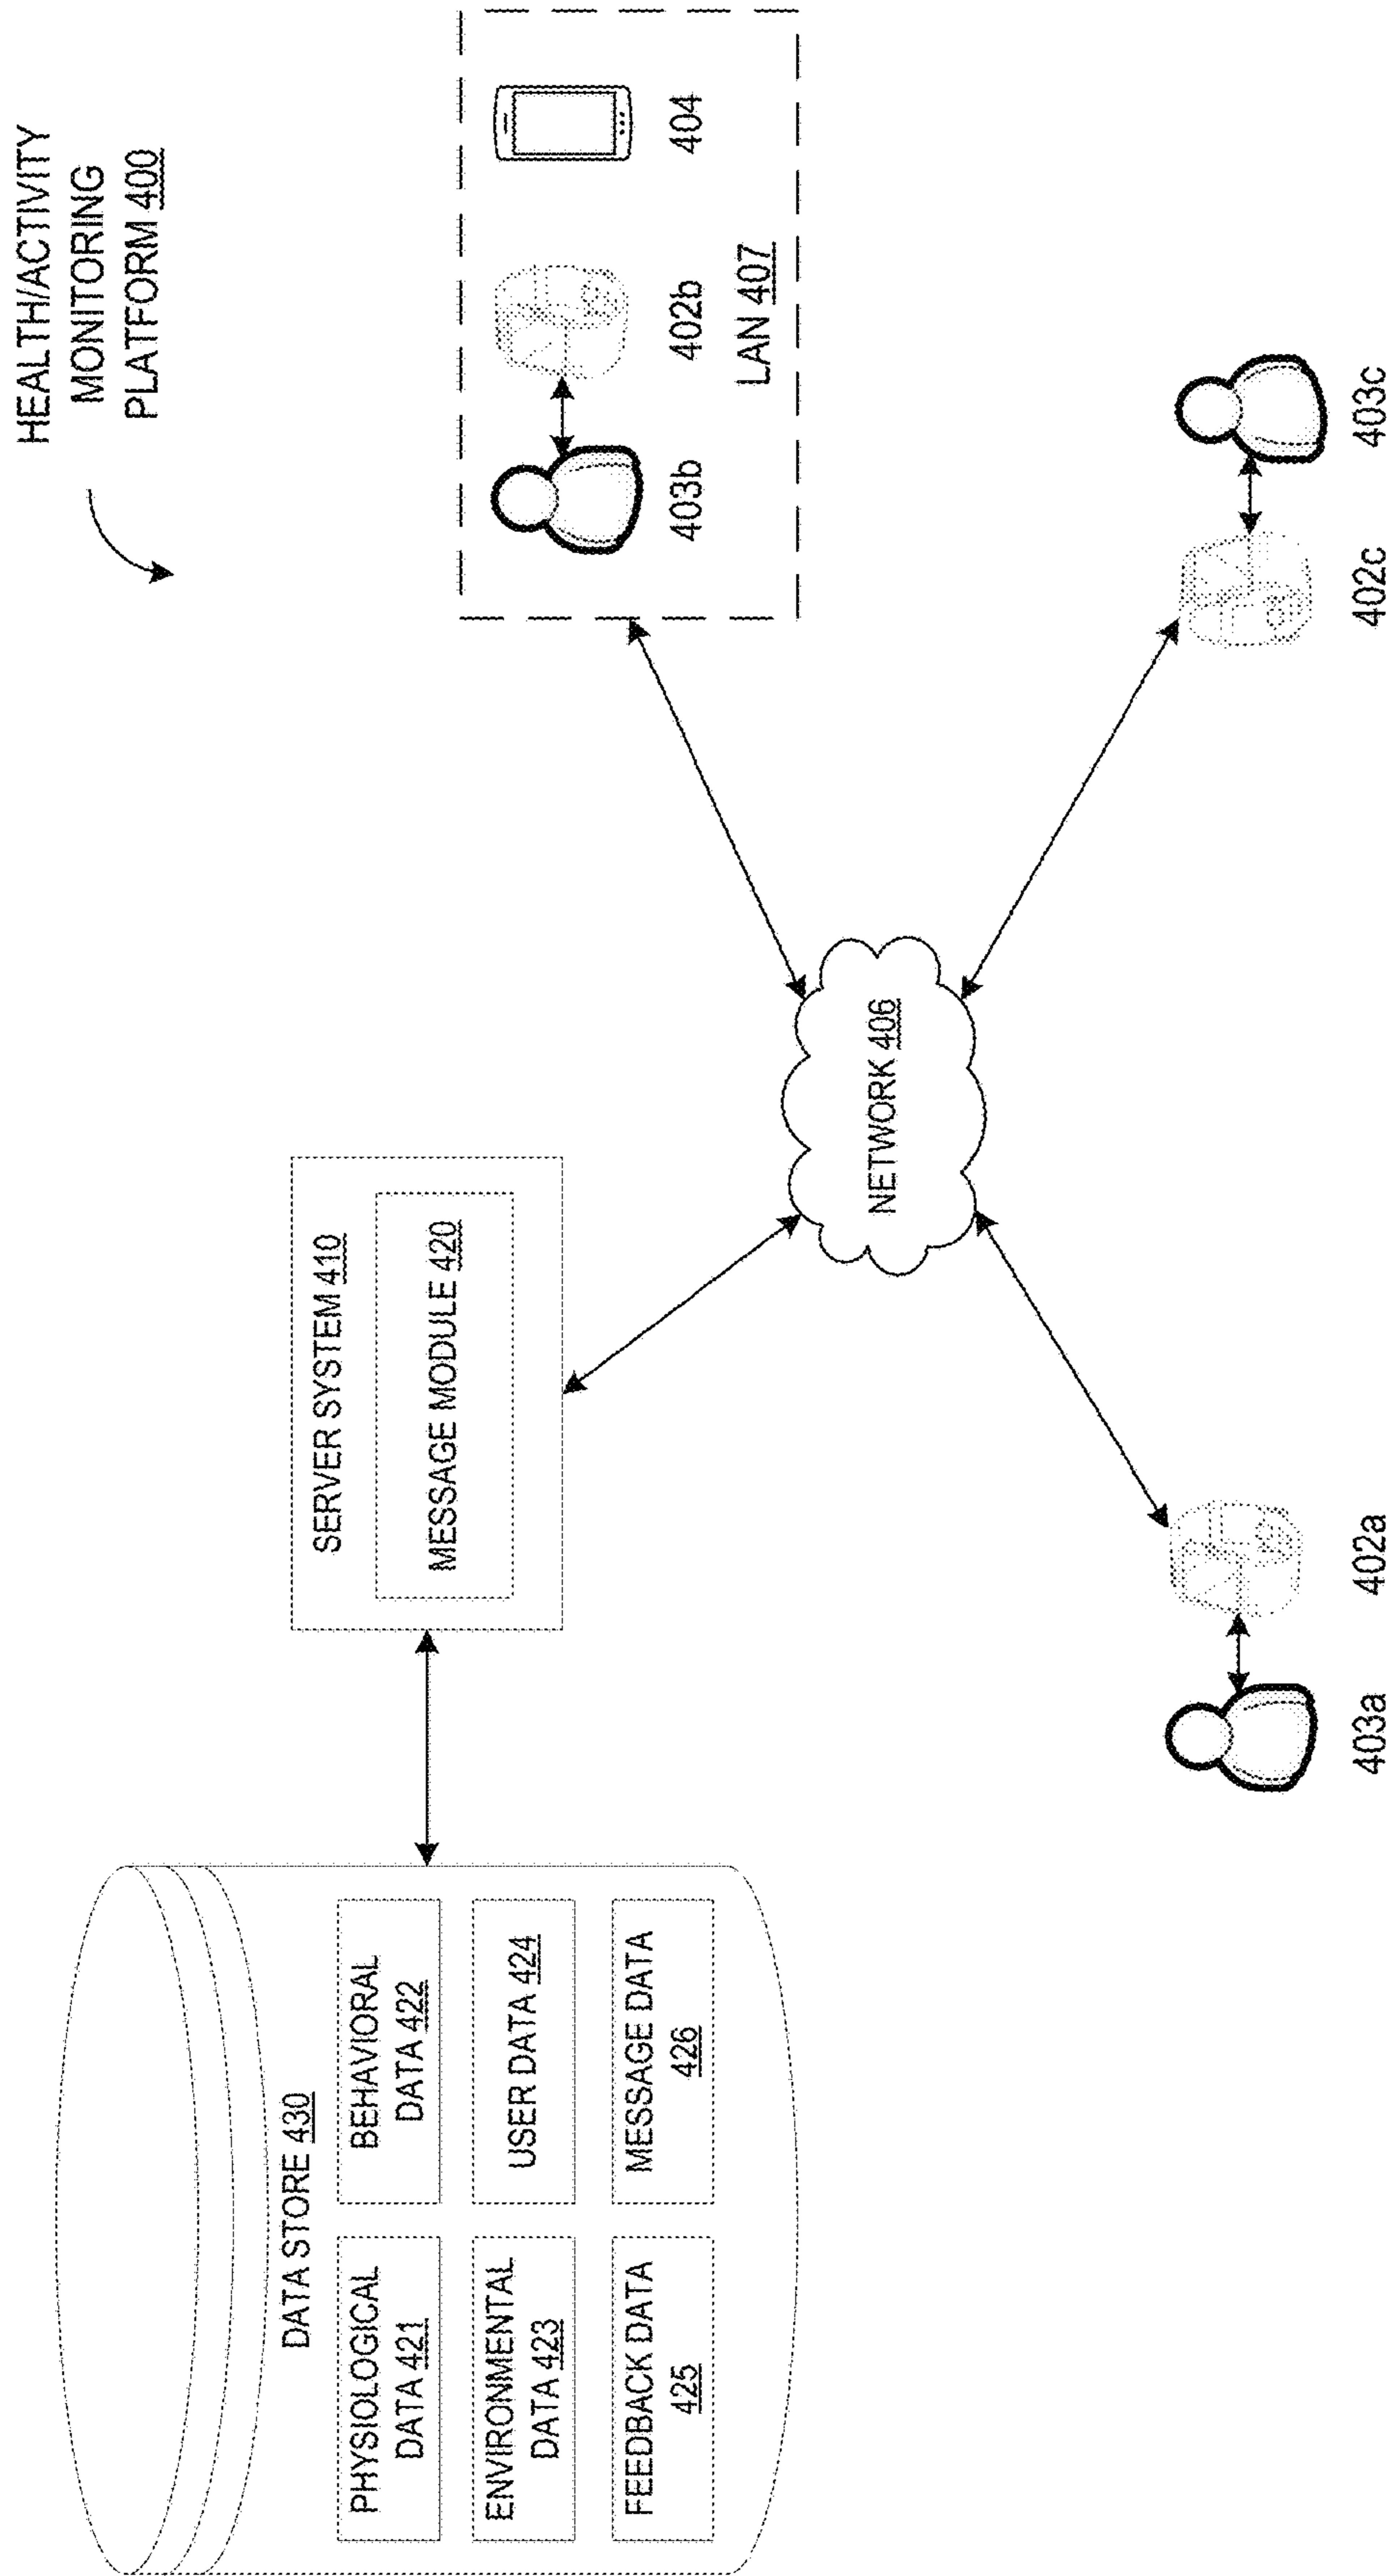 HEALTH/ACTIVITY
MONITORING
PLATFORM 400
DATA STORE 430
PHYSIOLOGICAL
DATA 421
BEHAVIORAL
DATA 422
ENVIRONMENTAL
DATA 423
USER DATA 424
FEEDBACK DATA
425
MESSAGE DATA
426
SERVER SYSTEM 410
MESSAGE MODULE 420
NETWORK 406
403b
402b
404
LAN 407
403a
402a
402c
403c